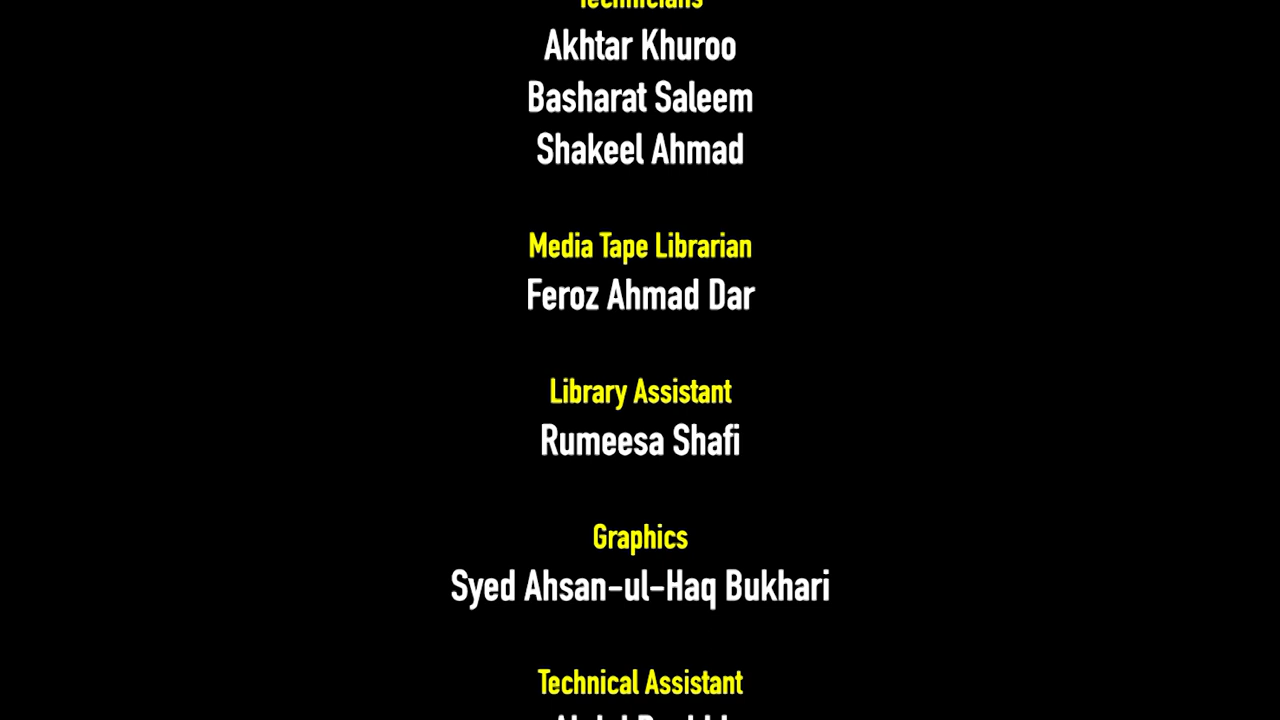 Technicians
Akhtar Khuroo
Basharat Saleem
Shakeel Ahmad
Media Tape Librarian
Feroz Ahmad Dar
Library Assistant
Rumeesa Shafi
Graphics
Syed Ahsan-ul-Haq Bukhari
Technical Assistant